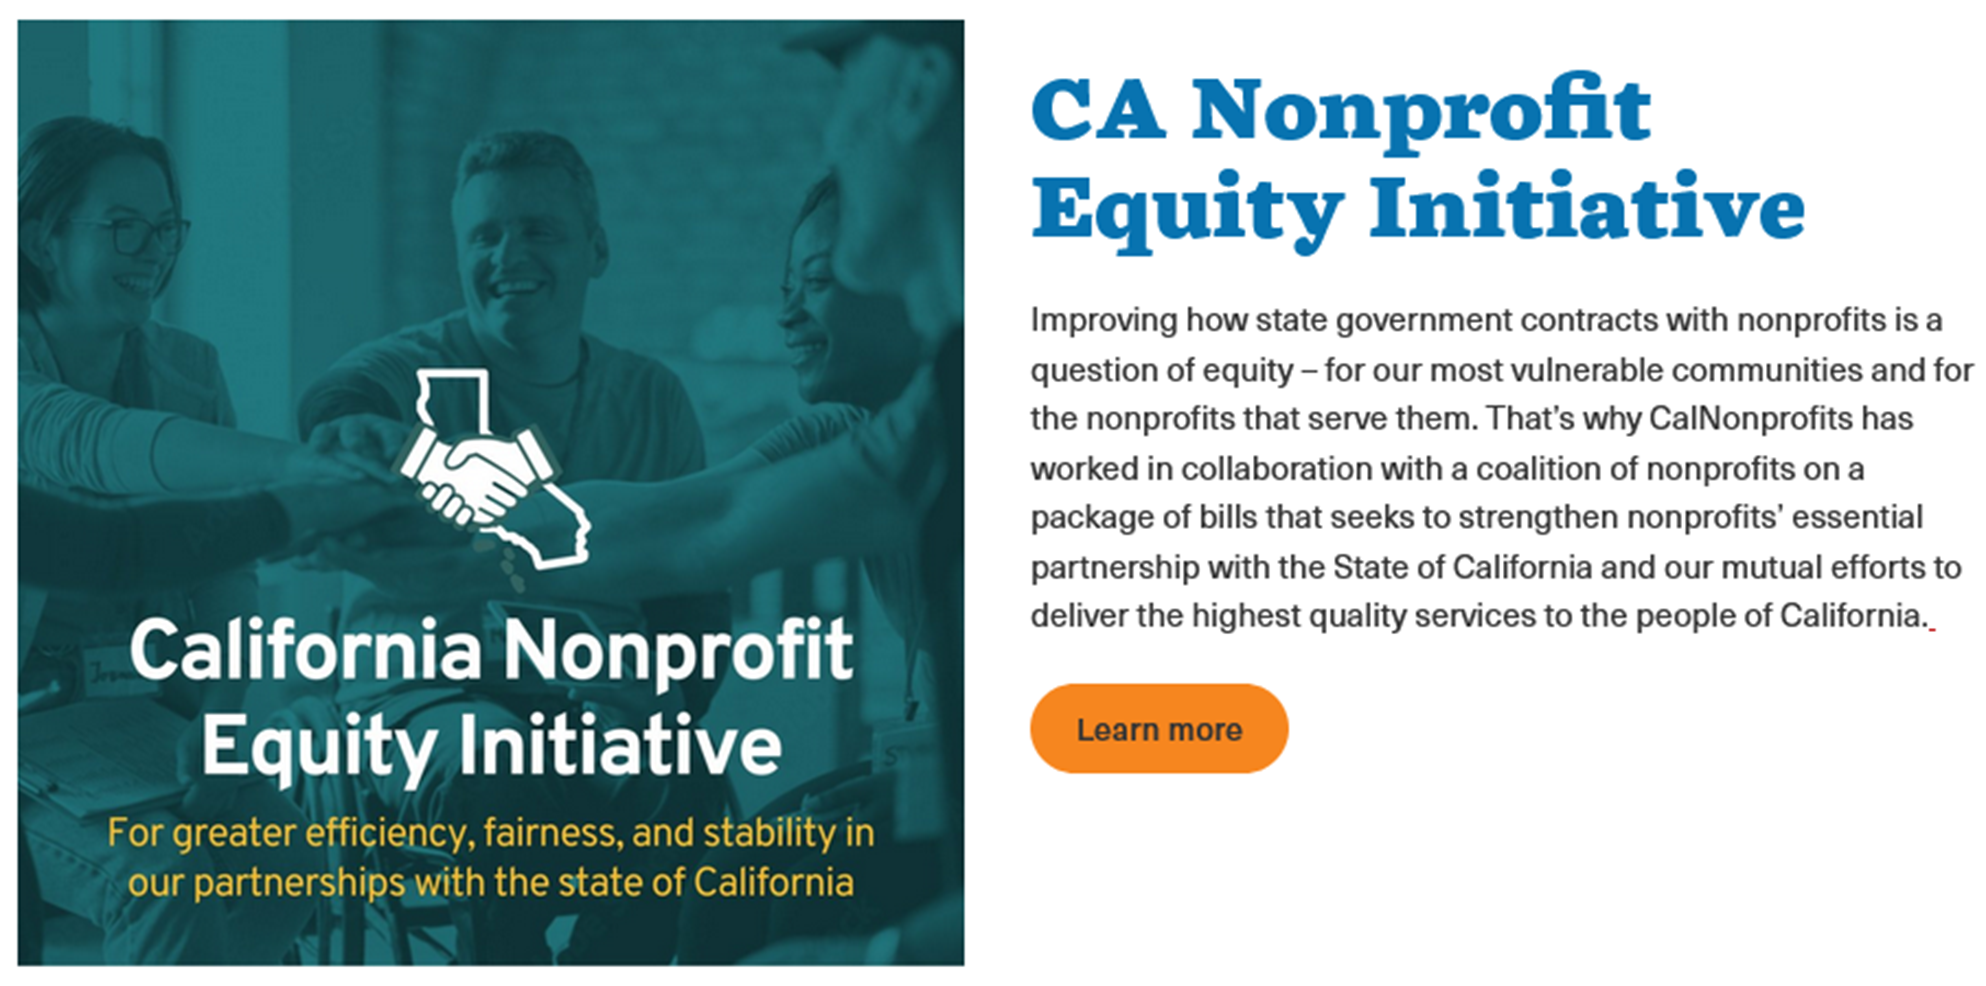 California Nonprofit
Equity Initiative
For greater efficiency, fairness, and stability in
our partnerships with the state of California
CA Nonprofit
Equity Initiative
Improving how state government contracts with nonprofits is a
question of equity – for our most vulnerable communities and for
the nonprofits that serve them. That’s why CalNonprofits has
worked in collaboration with a coalition of nonprofits on a
package of bills that seeks to strengthen nonprofits’ essential
partnership with the State of California and our mutual efforts to
deliver the highest quality services to the people of California.
Learn more